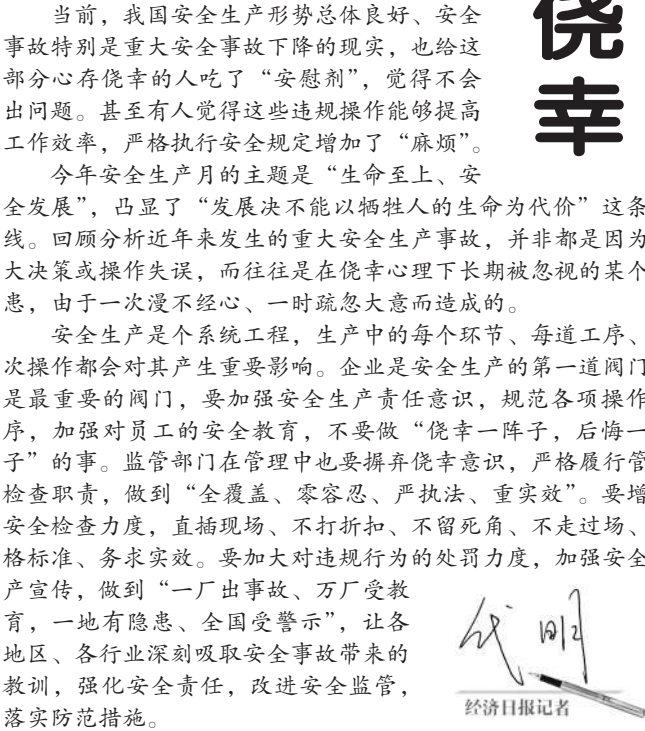 侥
幸
当前，我国安全生产形势总体良好、安全
事故特别是重大安全事故下降的现实，也给这
部分心存侥幸的人吃了“安慰剂”，觉得不会
出问题。甚至有人觉得这些违规操作能够提高
工作效率，严格执行安全规定增加了“麻烦”。
今年安全生产月的主题是“生命至上、安
全发展”，凸显了“发展决不能以牺牲人的生命为代价”这条
线。回顾分析近年来发生的重大安全生产事故，并非都是因为
大决策或操作失误，而往往是在侥幸心理下长期被忽视的某个
患，由于一次漫不经心、一时疏忽大意而造成的。
安全生产是个系统工程，生产中的每个环节、每道工序、
次操作都会对其产生重要影响。企业是安全生产的第一道阀门
是最重要的阀门，要加强安全生产责任意识，规范各项操作
序，加强对员工的安全教育，不要做“侥幸一阵子，后悔一
子”的事。监管部门在管理中也要摒弃侥幸意识，严格履行管
检查职责，做到“全覆盖、零容忍、严执法、重实效”。要增
安全检查力度，直插现场、不打折扣、不留死角、不走过场、
格标准、务求实效。要加大对违规行为的处罚力度，加强安全
产宣传，做到“一厂出事故、万厂受教
育，一地有隐患、全国受警示”，让各
地区、各行业深刻吸取安全事故带来的
教训，强化安全责任，改进安全监管，
落实防范措施。
代明
经济日报记者